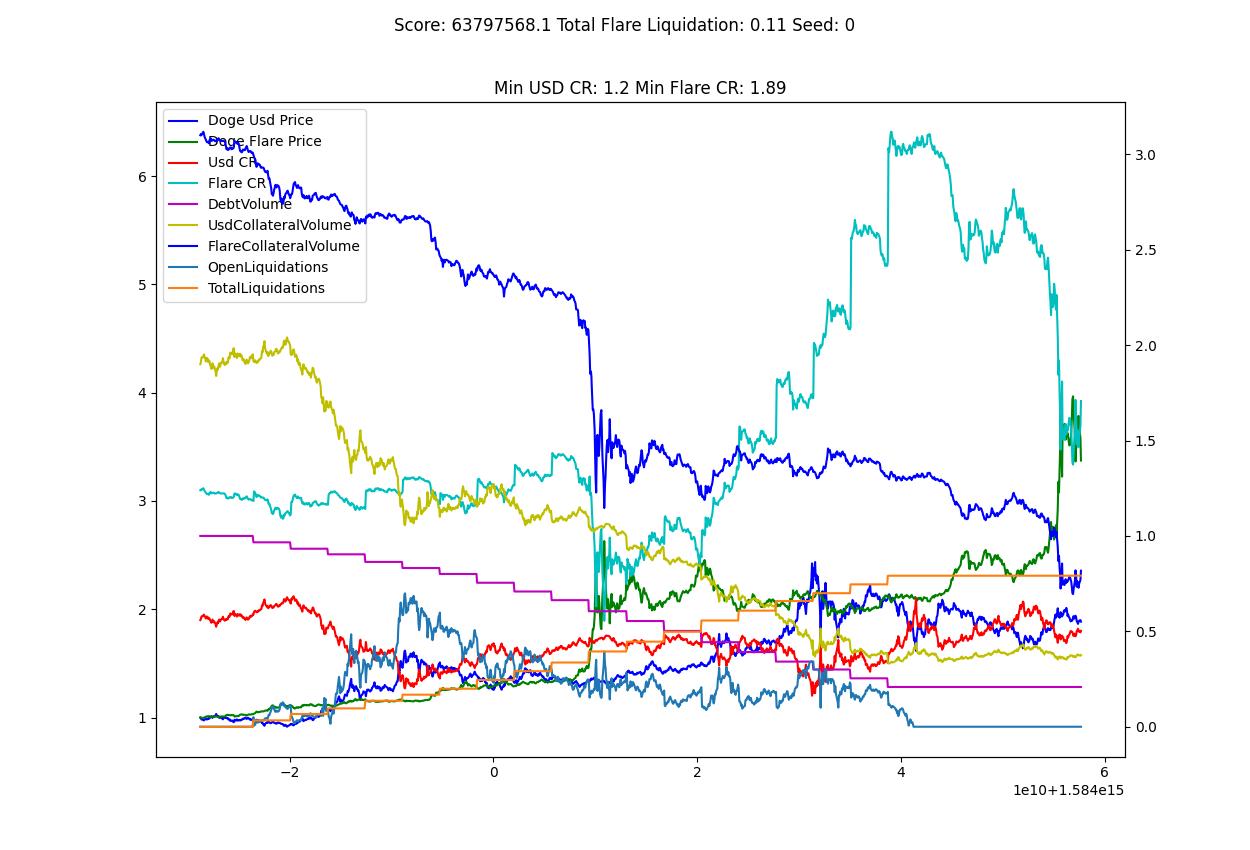 Score: 63797568.1 Total Flare Liquidation: 0.11 Seed: 0
Min USD CR: 1.2 Min Flare CR: 1.89
Doge Usd Price
Doge Flare Price
Usd CR
Flare CR
DebtVolume
UsdCollateralVolume
FlareCollateralVolume
OpenLiquidations
TotalLiquidations
6
5
4
3
2
1
3.0
2.5
2.0
1.5
1.0
0.5
0.0
−2
0
2
4
6
1e10+1.584e15